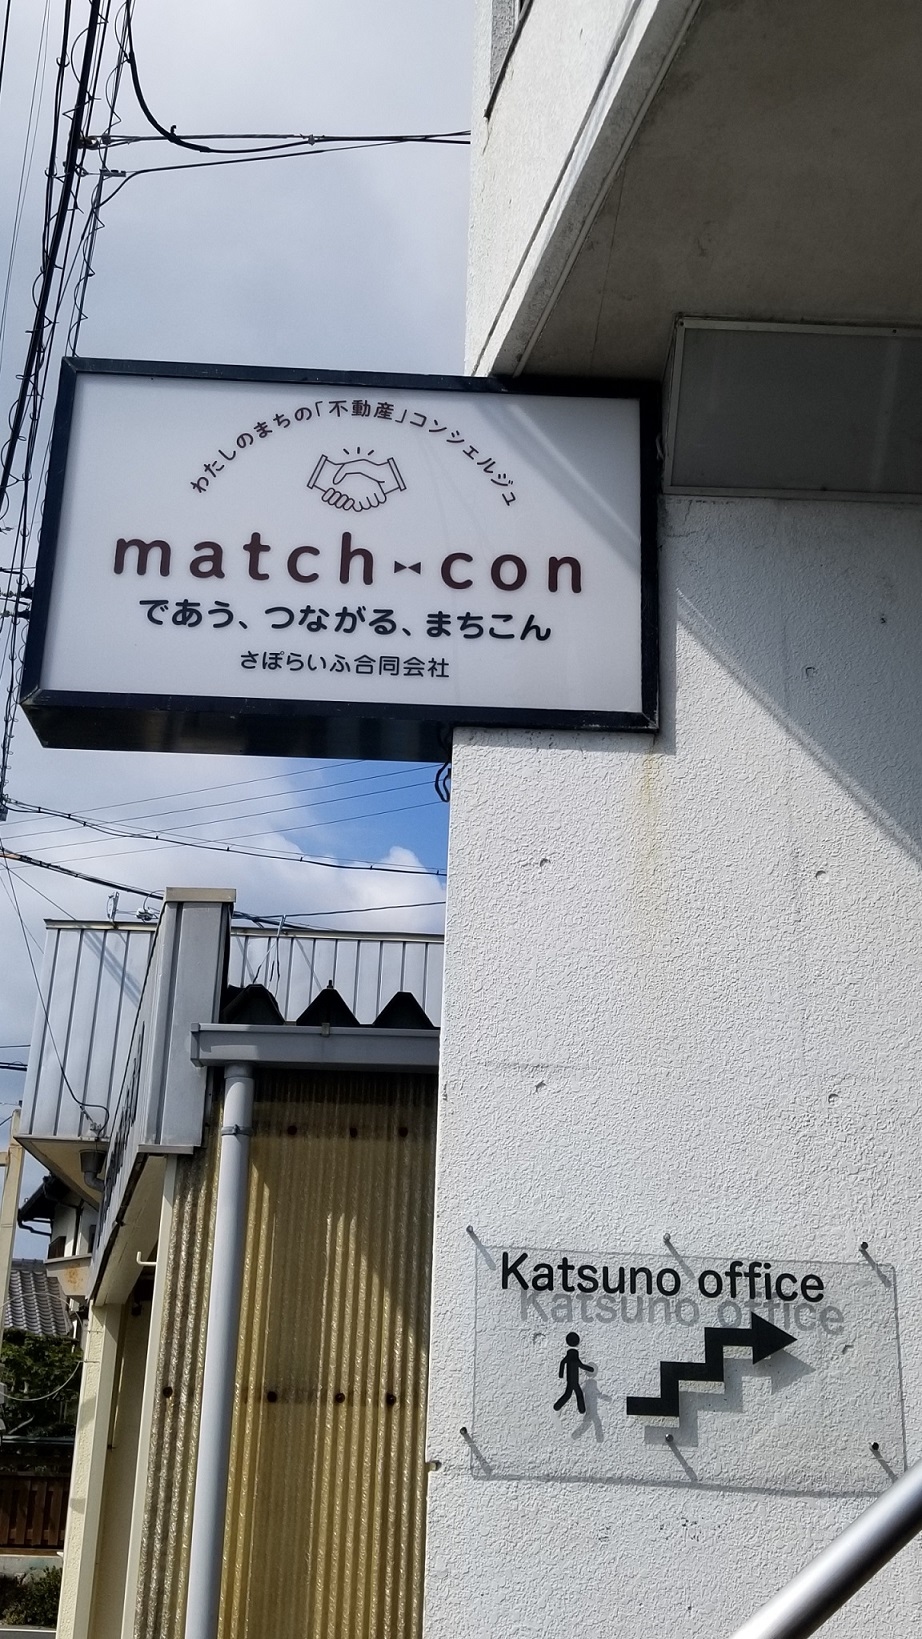 わたしのまちの「不動産」コンシェルジュ
match⧓con
であう、つながる、まちこん
さぽらいふ合同会社
Katsuno office